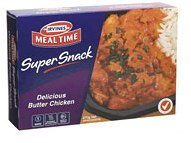 IRVINES
MEAL TIME
Super Snack
Delicious
Butter Chicken